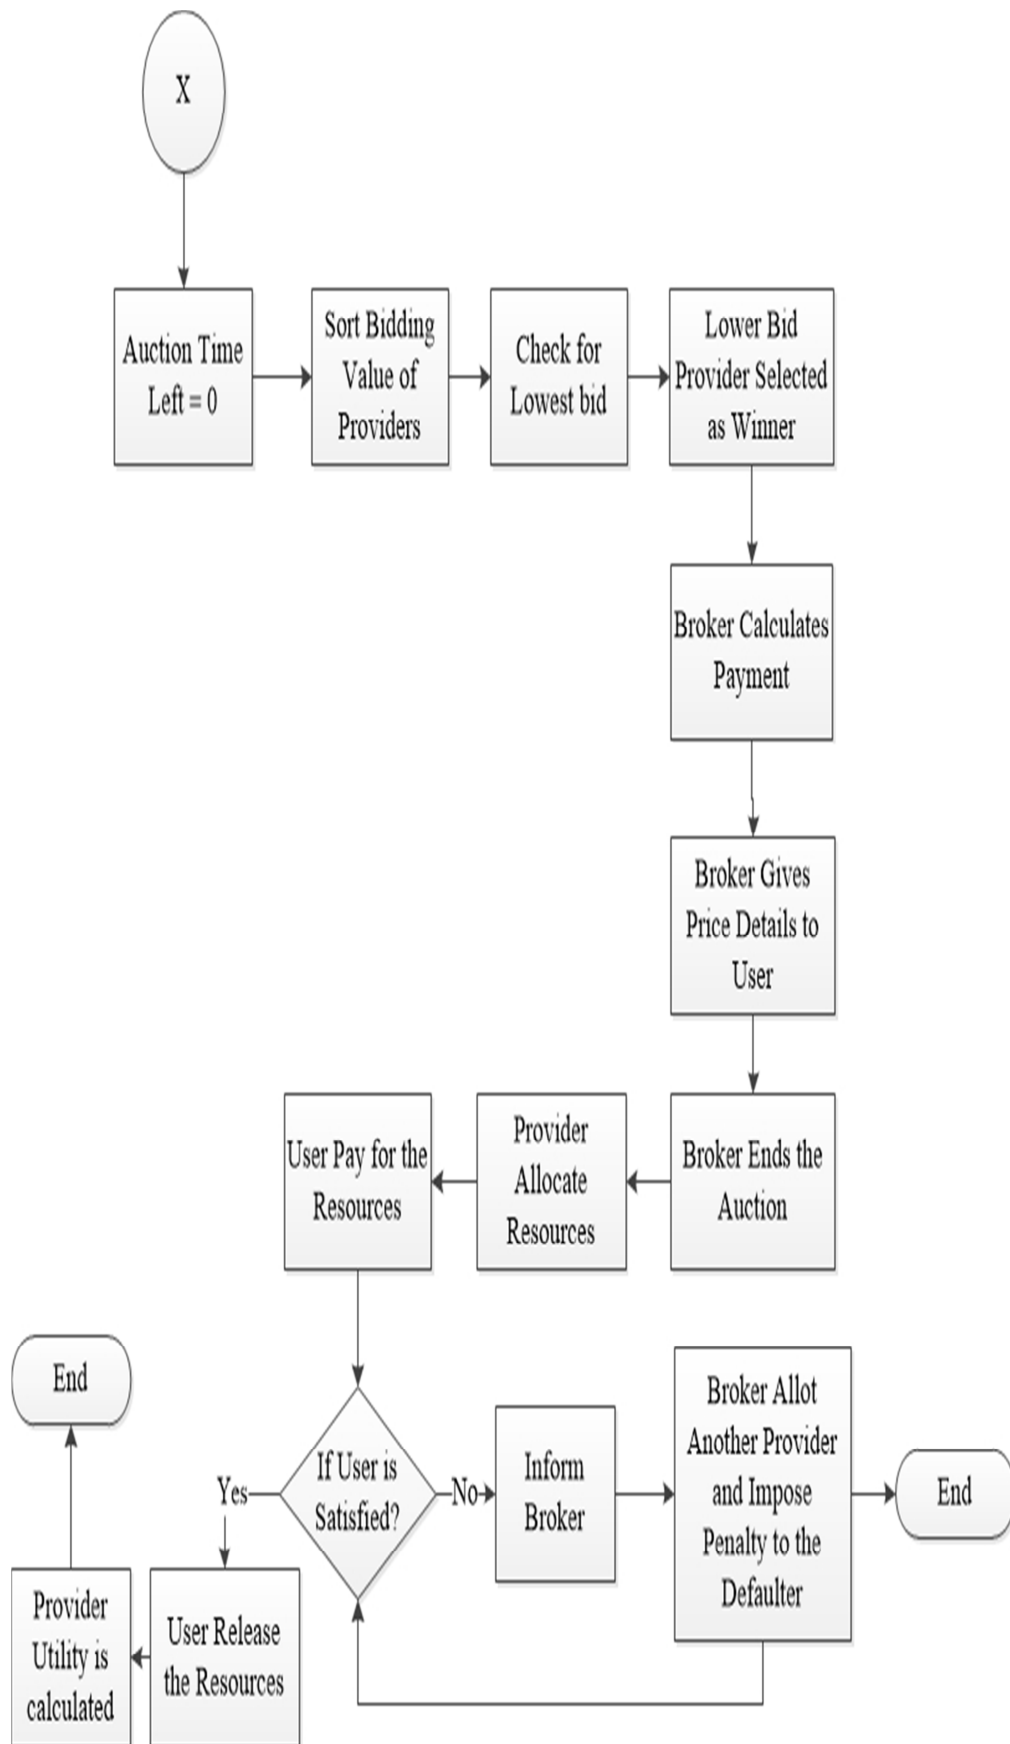 X
Auction Time
Left = 0
Sort Bidding
Value of
Providers
Check for
Lowest bid
Lower Bid
Provider Selected
as Winner
Broker Calculates
Payment
Broker Gives
Price Details to
User
Broker Ends the
Auction
Provider
Allocate
Resources
User Pay for the
Resources
If User is
Satisfied?
Yes
No
User Release
the Resources
Provider
Utility is
calculated
End
Inform
Broker
Broker Allot
Another Provider
and Impose
Penalty to the
Defaulter
End